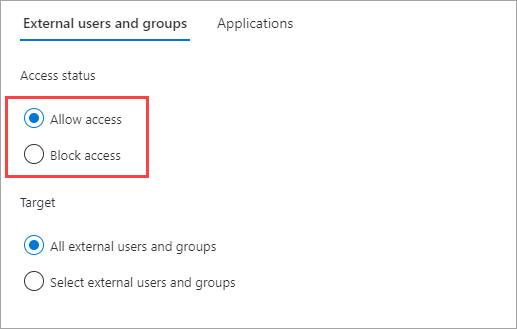 External users and groups Applications
Access status
Allow access
Block access
Target
All external users and groups
Select external users and groups